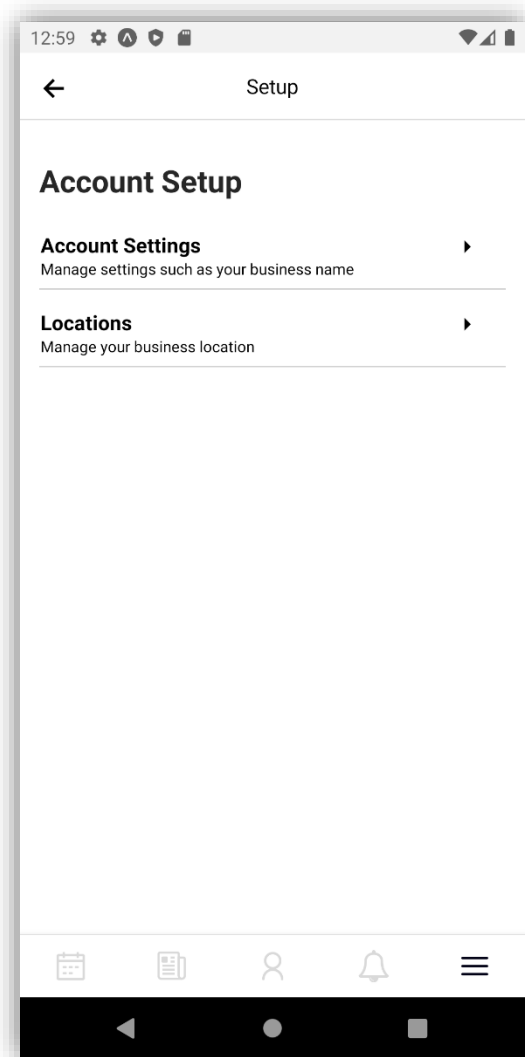 12:59
Setup
Account Setup
Account Settings
Manage settings such as your business name
Locations
Manage your business location